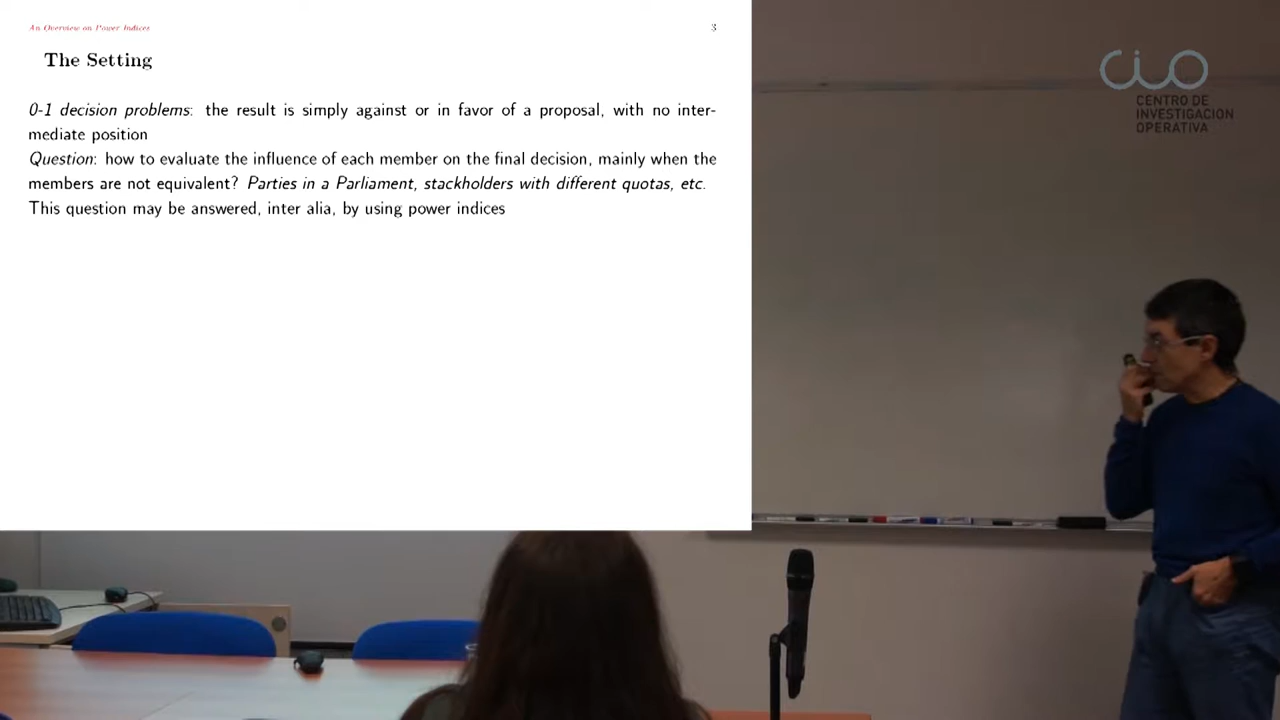 An Overview on Power Indices
3
The Setting
0-1 decision problems: the result is simply against or in favor of a proposal, with no inter-
mediate position
Question: how to evaluate the influence of each member on the final decision, mainly when the
members are not equivalent? Parties in a Parliament, stackholders with different quotas, etc.
This question may be answered, inter alia, by using power indices
cio
CENTRO DE
INVESTIGACION
OPERATIVA